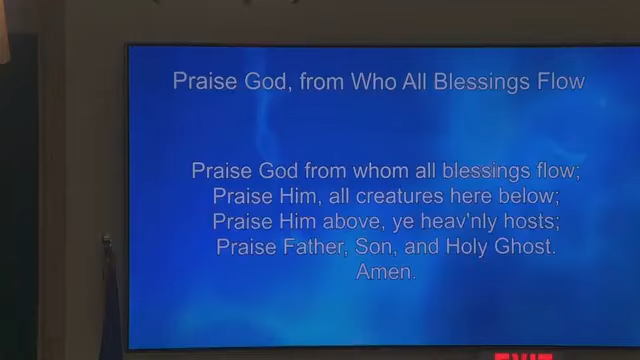 Praise God, from Who All Blessings Flow
Praise God from whom all blessings flow;
Praise Him, all creatures here below;
Praise Him above, ye heav'nly hosts;
Praise Father, Son, and Holy Ghost.
Amen.
EXIT